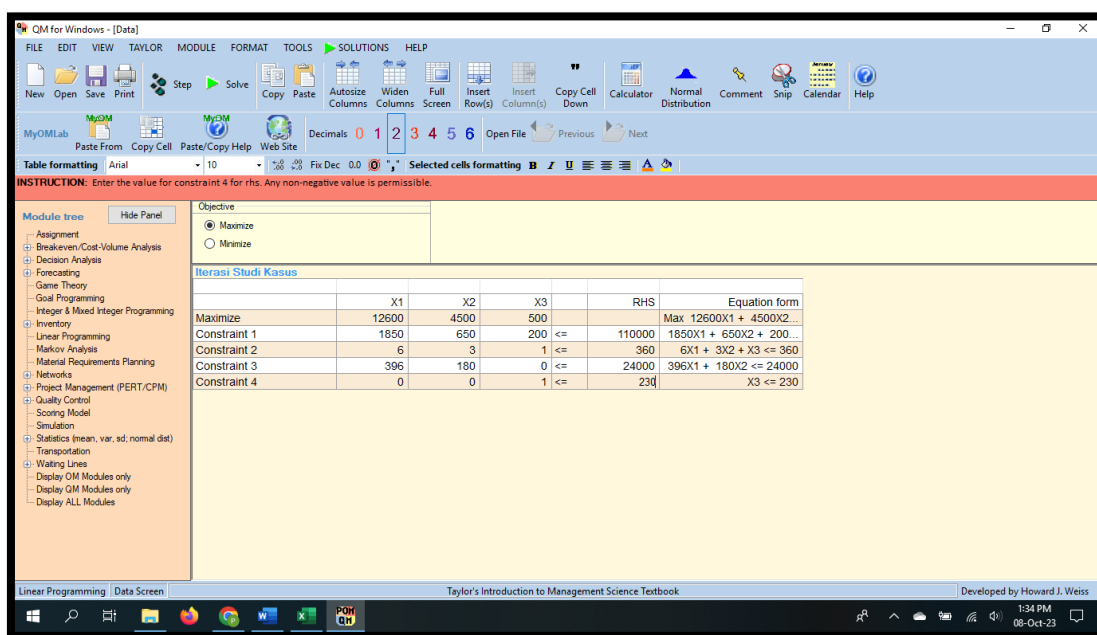 QM for Windows - [Data]
FILE EDIT VIEW TAYLOR MODULE FORMAT TOOLS SOLUTIONS HELP
New Open Save Print Step Solve Copy Paste Autosize Columns Widen Columns Full Screen Insert Row(s) Insert Column(s) Copy Cell Down Calculator Normal Distribution Comment Snip Calendar Help
MyOMLab Paste From Copy Cell Paste/Copy Help Web Site Decimals 0 1 2 3 4 5 6 Open File Previous Next
Table formatting Arial 10 Fix Dec 0.0 Selected cells formatting B I U
INSTRUCTION: Enter the value for constraint 4 for rhs. Any non-negative value is permissible.
Module tree Hide Panel
Assignment
Breakeven/Cost-Volume Analysis
Decision Analysis
Forecasting
Game Theory
Goal Programming
Integer & Mixed Integer Programming
Inventory
Linear Programming
Markov Analysis
Material Requirements Planning
Networks
Project Management (PERT/CPM)
Quality Control
Scoring Model
Simulation
Statistics (mean, var, sd; normal dist)
Transportation
Waiting Lines
Display OM Modules only
Display QM Modules only
Display ALL Modules
Objective
Maximize
Minimize
Iterasi Studi Kasus
X1 X2 X3 RHS Equation form
Maximize 12600 4500 500 Max 12600X1 + 4500X2...
Constraint 1 1850 650 200 <= 110000 1850X1 + 650X2 + 200...
Constraint 2 6 3 1 <= 360 6X1 + 3X2 + X3 <= 360
Constraint 3 396 180 0 <= 24000 396X1 + 180X2 <= 24000
Constraint 4 0 0 1 <= 230 X3 <= 230
Linear Programming Data Screen Taylor's Introduction to Management Science Textbook Developed by Howard J. Weiss
POM QM
1:34 PM
08-Oct-23